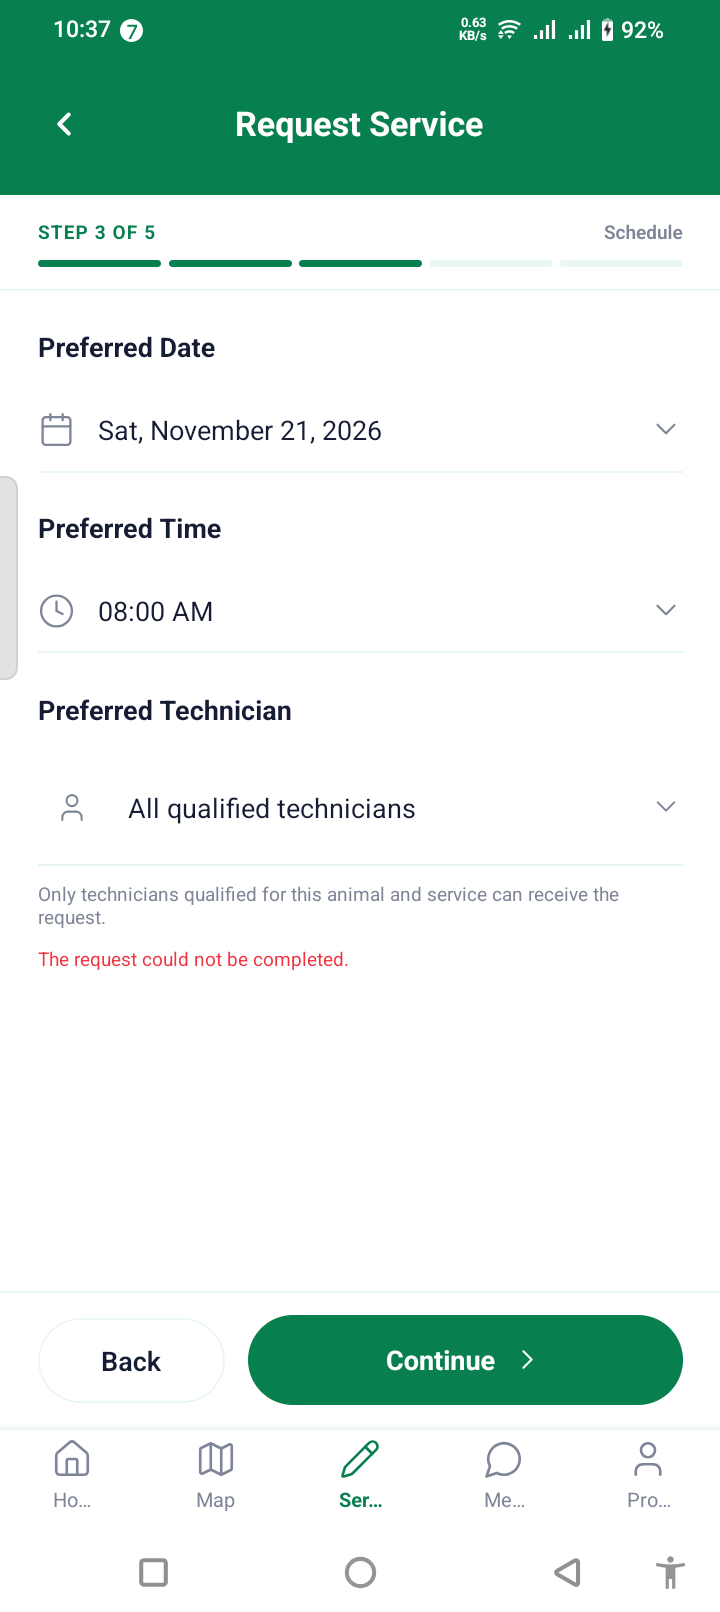 10:37 7 0.63 KB/s 92%
Request Service
STEP 3 OF 5 Schedule
Preferred Date
Sat, November 21, 2026
Preferred Time
08:00 AM
Preferred Technician
All qualified technicians
Only technicians qualified for this animal and service can receive the
request.
The request could not be completed.
Back Continue
Ho... Map Ser... Me... Pro...